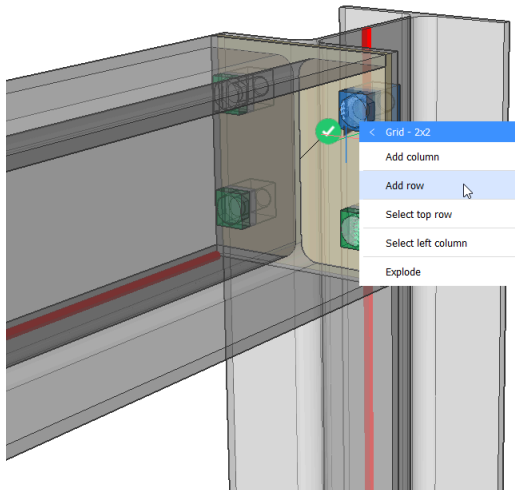 < Grid - 2x2
Add column
Add row
Select top row
Select left column
Explode